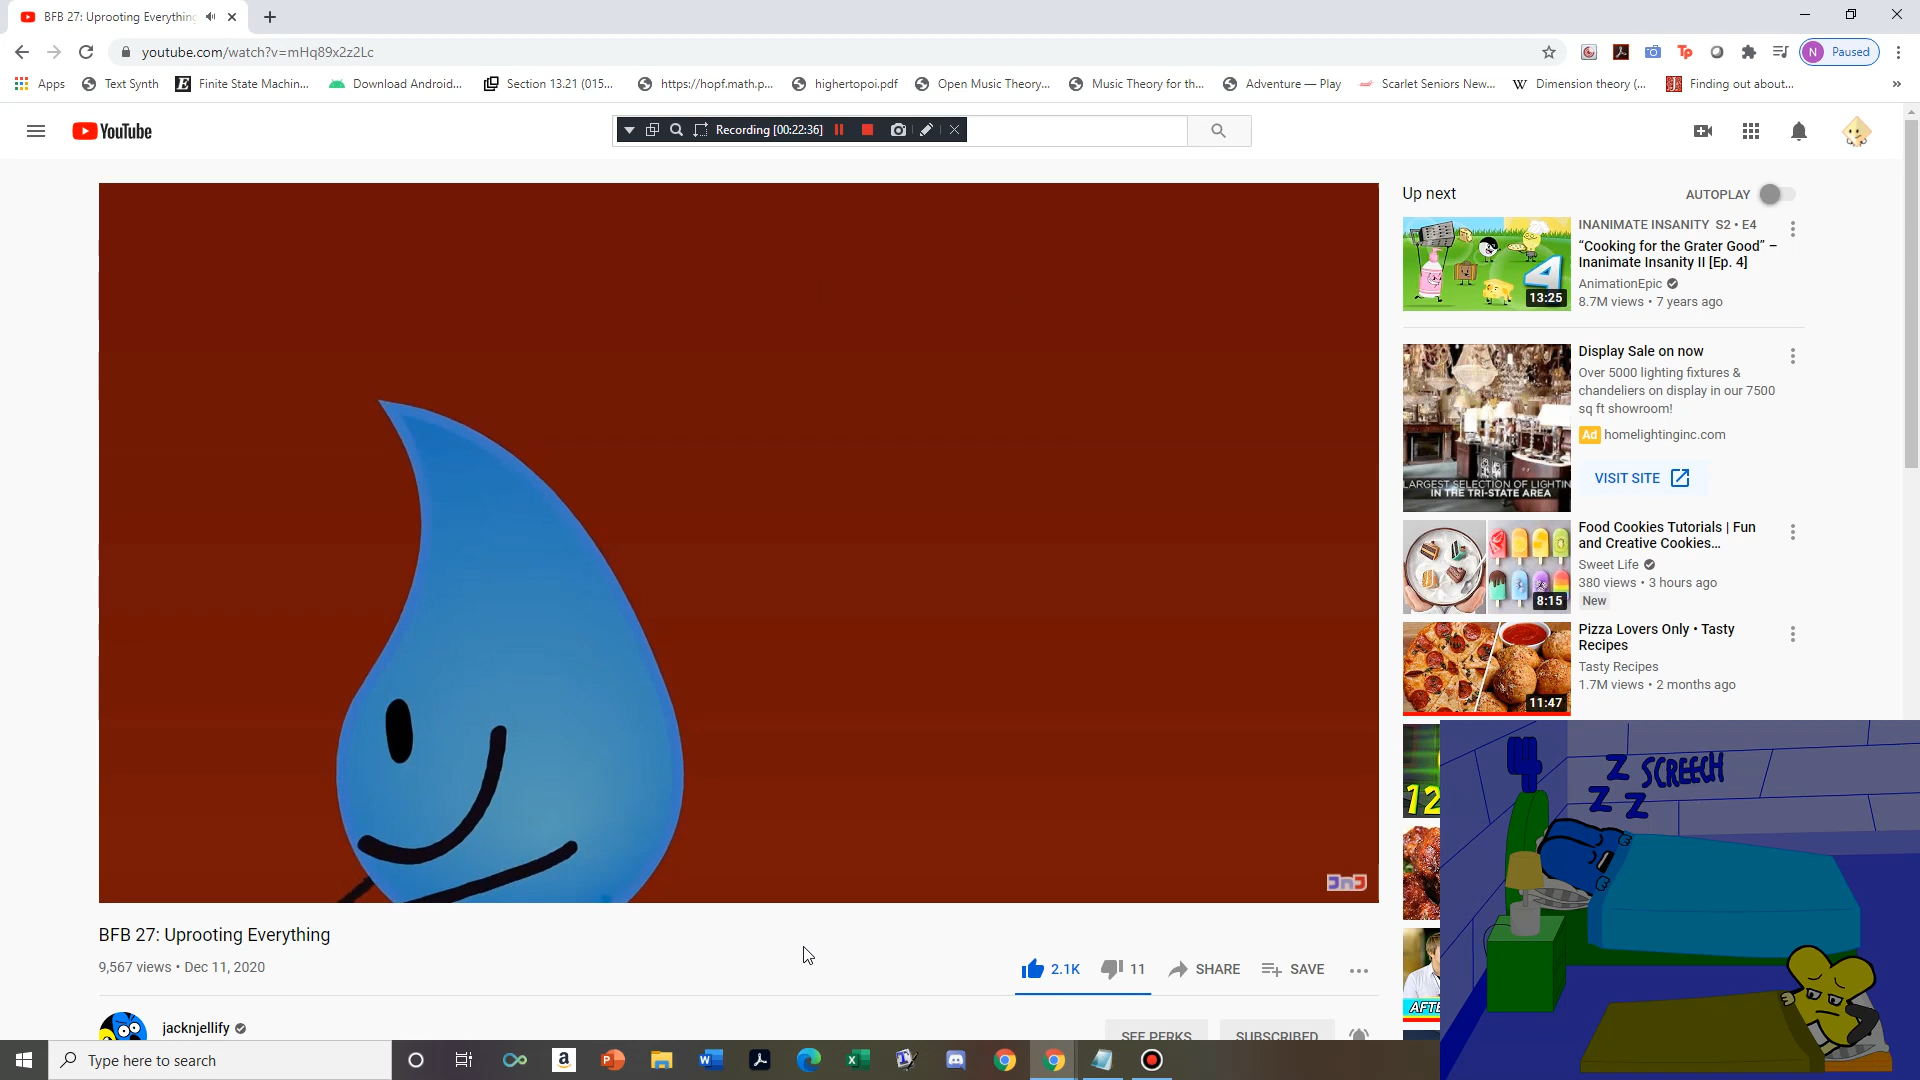 BFB 27: Uprooting Everything
youtube.com/watch?v=mHq89x2z2Lc
N Paused
Apps Text Synth Finite State Machin... Download Android... Section 13.21 (015... https://hopf.math.p... highertopoi.pdf Open Music Theory... Music Theory for th... Adventure — Play Scarlet Seniors New... Dimension theory (... Finding out about... »
YouTube
Recording [00:22:36]
Up next
AUTOPLAY
INANIMATE INSANITY S2 • E4
“Cooking for the Grater Good” –
Inanimate Insanity II [Ep. 4]
AnimationEpic
8.7M views • 7 years ago
4
13:25
Display Sale on now
Over 5000 lighting fixtures &
chandeliers on display in our 7500
sq ft showroom!
Ad homelightinginc.com
VISIT SITE
LARGEST SELECTION OF LIGHTIN
IN THE TRI-STATE AREA
Food Cookies Tutorials | Fun
and Creative Cookies...
Sweet Life
380 views • 3 hours ago
New
8:15
Pizza Lovers Only • Tasty
Recipes
Tasty Recipes
1.7M views • 2 months ago
11:47
12
AFTE
Z SCREECH
Z Z
BFB 27: Uprooting Everything
9,567 views • Dec 11, 2020
2.1K 11 SHARE SAVE
jacknjellify
SEE PERKS SUBSCRIBED
Type here to search